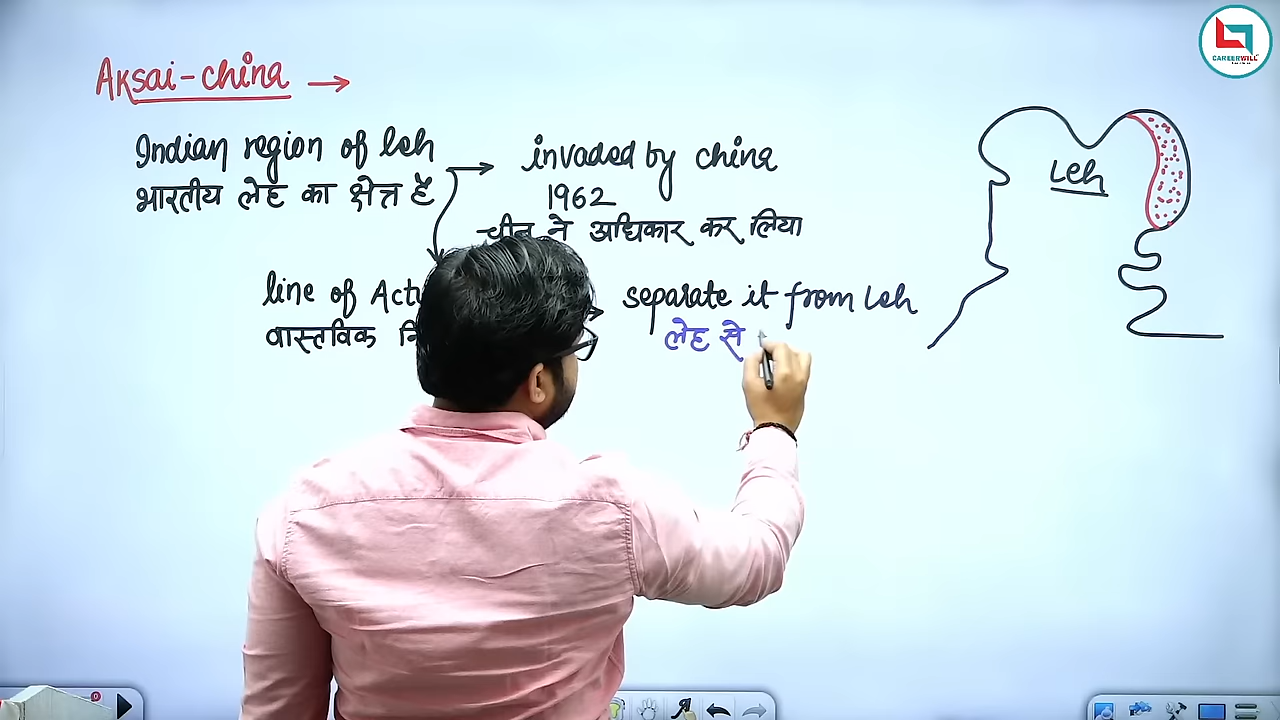 Aksai-china →
Indian region of leh
भारतीय लेह का क्षेत्र है
→ invaded by china
1962
चीन ने अधिकार कर लिया
line of
वास्तविक
separate it from Leh
लेह से
Leh
CAREERWILL